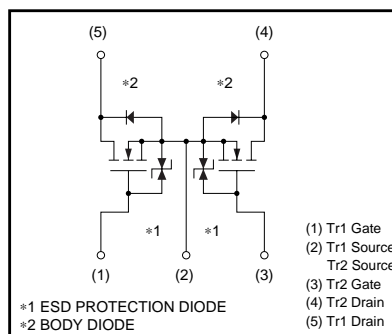 (5) (4)
∗2 ∗2
∗1 ∗1
(1) (2) (3)
(1) Tr1 Gate
(2) Tr1 Source
Tr2 Source
(3) Tr2 Gate
(4) Tr2 Drain
(5) Tr1 Drain
∗1 ESD PROTECTION DIODE
∗2 BODY DIODE